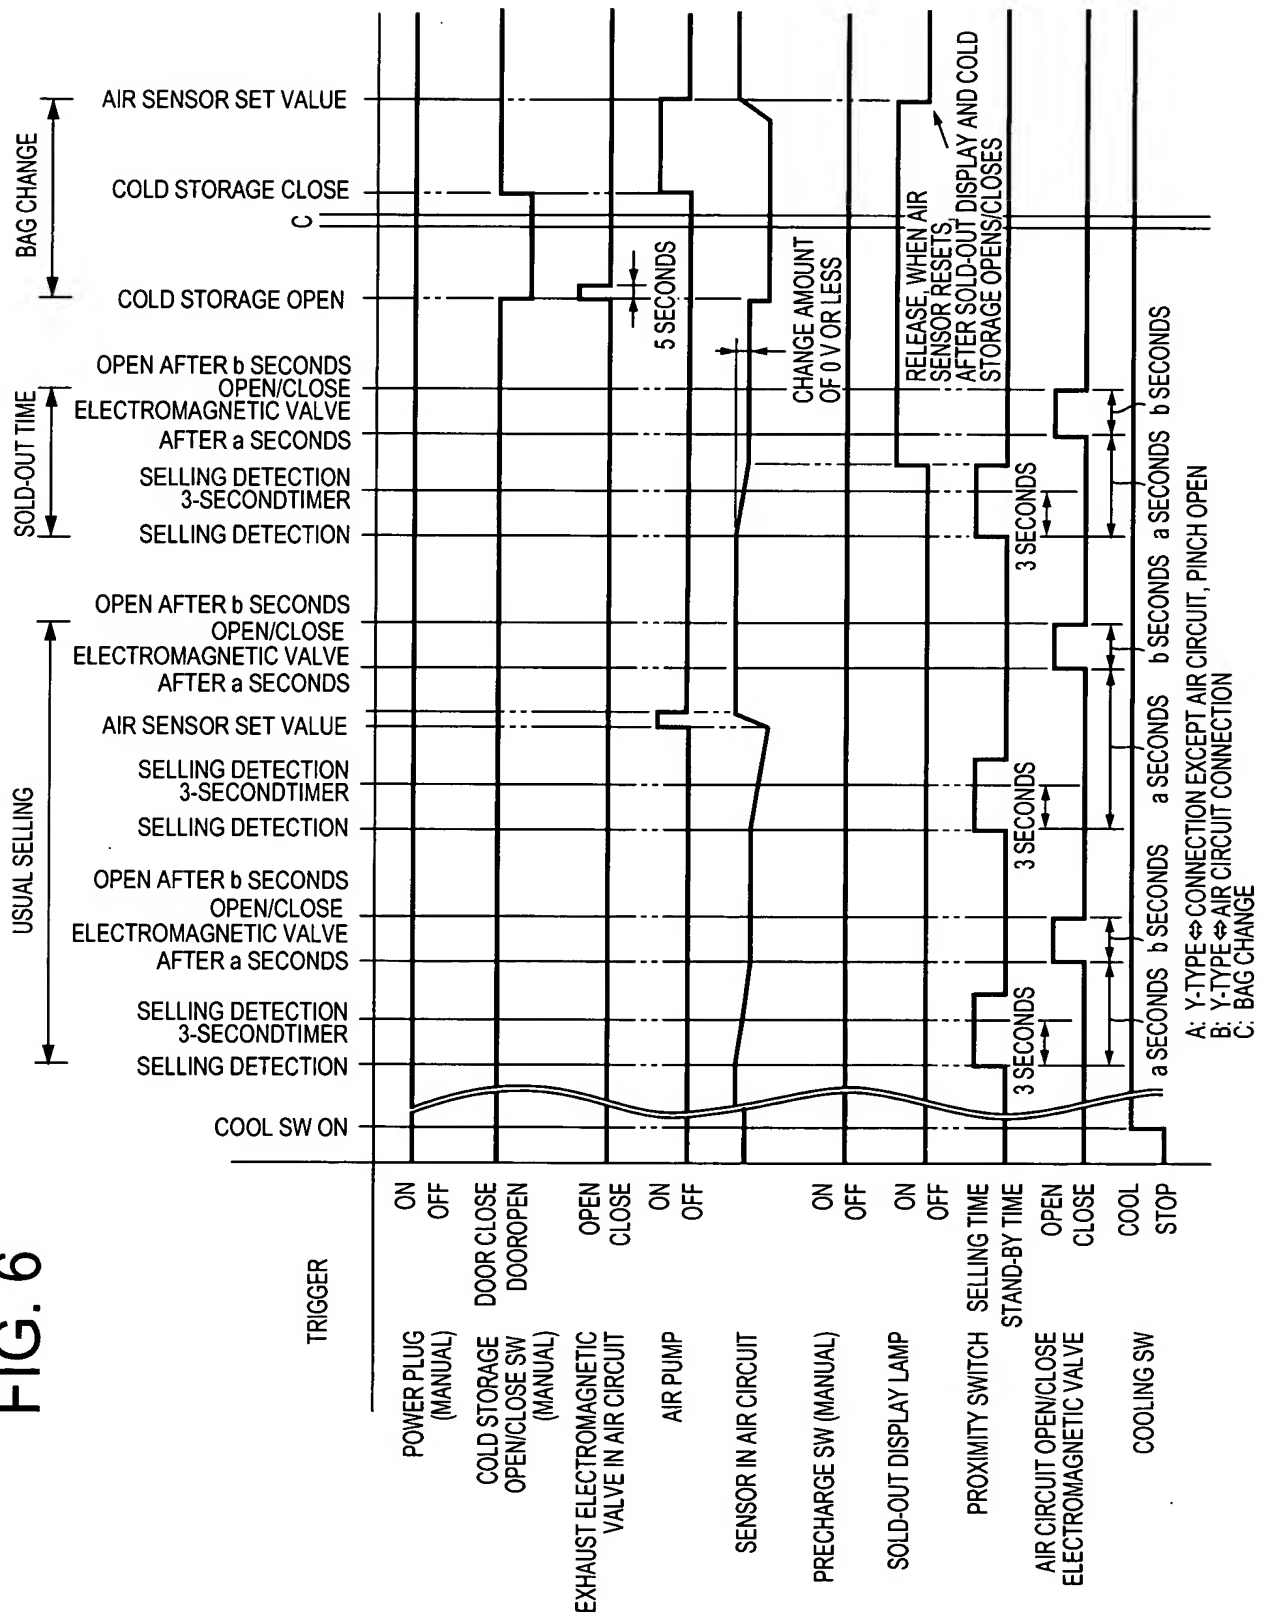 FIG. 6
BAG CHANGE
SOLD-OUT TIME
USUAL SELLING
AIR SENSOR SET VALUE
COLD STORAGE CLOSE
C
COLD STORAGE OPEN
OPEN AFTER b SECONDS
OPEN/CLOSE
ELECTROMAGNETIC VALVE
AFTER a SECONDS
SELLING DETECTION
3-SECONDTIMER
SELLING DETECTION
OPEN AFTER b SECONDS
OPEN/CLOSE
ELECTROMAGNETIC VALVE
AFTER a SECONDS
AIR SENSOR SET VALUE
SELLING DETECTION
3-SECONDTIMER
SELLING DETECTION
OPEN AFTER b SECONDS
OPEN/CLOSE
ELECTROMAGNETIC VALVE
AFTER a SECONDS
SELLING DETECTION
3-SECONDTIMER
SELLING DETECTION
COOL SW ON
TRIGGER
POWER PLUG
(MANUAL)
ON
OFF
COLD STORAGE
OPEN/CLOSE SW
(MANUAL)
DOOR CLOSE
DOOROPEN
EXHAUST ELECTROMAGNETIC
VALVE IN AIR CIRCUIT
OPEN
CLOSE
5 SECONDS
AIR PUMP
ON
OFF
SENSOR IN AIR CIRCUIT
CHANGE AMOUNT
OF 0 V OR LESS
PRECHARGE SW (MANUAL)
ON
OFF
SOLD-OUT DISPLAY LAMP
ON
OFF
RELEASE, WHEN AIR
SENSOR RESETS,
AFTER SOLD-OUT DISPLAY AND COLD
STORAGE OPENS/CLOSES
PROXIMITY SWITCH
SELLING TIME
STAND-BY TIME
3 SECONDS
3 SECONDS
3 SECONDS
AIR CIRCUIT OPEN/CLOSE
ELECTROMAGNETIC VALVE
OPEN
CLOSE
COOLING SW
COOL
STOP
a SECONDS
b SECONDS
a SECONDS
b SECONDS
a SECONDS
b SECONDS
A: Y-TYPE ⇔ CONNECTION EXCEPT AIR CIRCUIT, PINCH OPEN
B: Y-TYPE ⇔ AIR CIRCUIT CONNECTION
C: BAG CHANGE